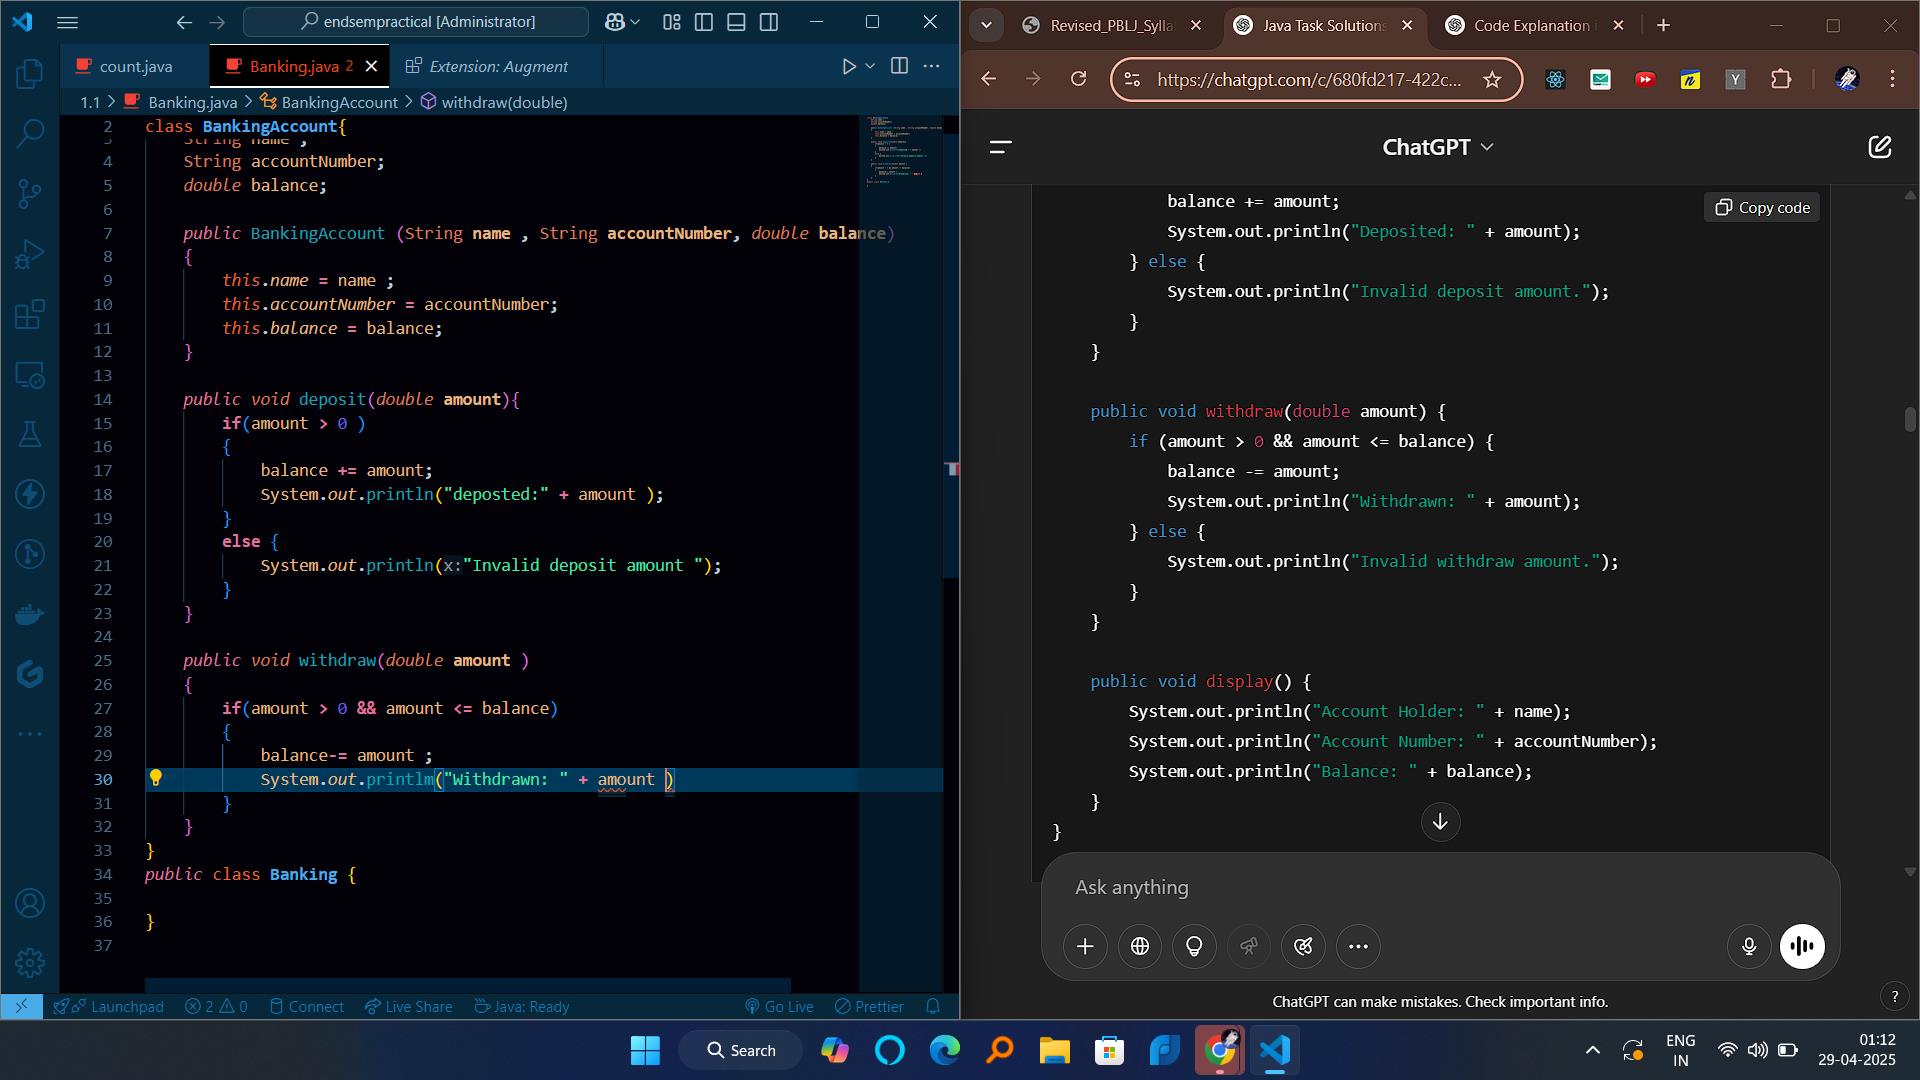 endsempractical [Administrator]
count.java
Banking.java 2
Extension: Augment
1.1 > Banking.java > BankingAccount > withdraw(double)
2 class BankingAccount{
3 String name ;
4 String accountNumber;
5 double balance;
6
7 public BankingAccount (String name , String accountNumber, double balance)
8 {
9 this.name = name ;
10 this.accountNumber = accountNumber;
11 this.balance = balance;
12 }
13
14 public void deposit(double amount){
15 if(amount > 0 )
16 {
17 balance += amount;
18 System.out.println("deposted:" + amount );
19 }
20 else {
21 System.out.println(x:"Invalid deposit amount ");
22 }
23 }
24
25 public void withdraw(double amount )
26 {
27 if(amount > 0 && amount <= balance)
28 {
29 balance-= amount ;
30 System.out.printlm("Withdrawn: " + amount )
31 }
32 }
33 }
34 public class Banking {
35
36 }
37
Launchpad 2 0 Connect Live Share Java: Ready Go Live Prettier
Revised_PBLJ_Sylla
Java Task Solutions
Code Explanation
https://chatgpt.com/c/680fd217-422c...
ChatGPT
Copy code
balance += amount;
System.out.println("Deposited: " + amount);
} else {
System.out.println("Invalid deposit amount.");
}
}
public void withdraw(double amount) {
if (amount > 0 && amount <= balance) {
balance -= amount;
System.out.println("Withdrawn: " + amount);
} else {
System.out.println("Invalid withdraw amount.");
}
}
public void display() {
System.out.println("Account Holder: " + name);
System.out.println("Account Number: " + accountNumber);
System.out.println("Balance: " + balance);
}
}
Ask anything
ChatGPT can make mistakes. Check important info.
?
Search
ENG
IN
01:12
29-04-2025